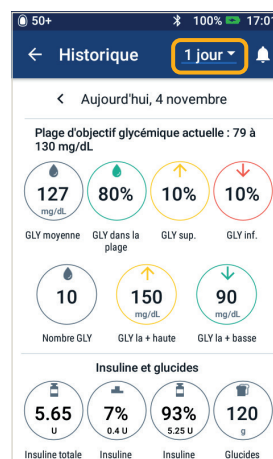 50+ 100% 17:01
Historique 1 jour
Aujourd'hui, 4 novembre
Plage d'objectif glycémique actuelle : 79 à
130 mg/dL
127 80% 10% 10%
mg/dL
GLY moyenne GLY dans la GLY sup. GLY inf.
plage
10 150 90
mg/dL mg/dL
Nombre GLY GLY la + haute GLY la + basse
Insuline et glucides
5.65 7% 93% 120
U 0.4 U 5.25 U g
Insuline totale Insuline Insuline Glucides